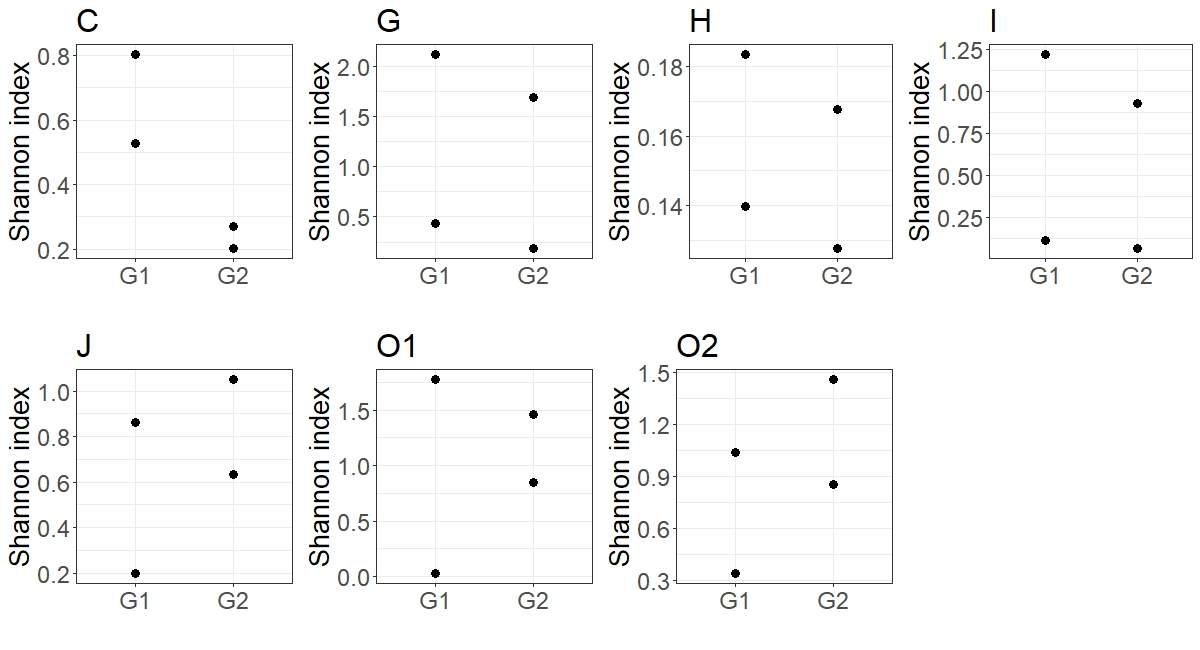 C
G
H
I
Shannon index
0.8
0.6
0.4
0.2
G1
G2
Shannon index
2.0
1.5
1.0
0.5
G1
G2
Shannon index
0.18
0.16
0.14
G1
G2
Shannon index
1.25
1.00
0.75
0.50
0.25
G1
G2
J
O1
O2
Shannon index
1.0
0.8
0.6
0.4
0.2
G1
G2
Shannon index
1.5
1.0
0.5
0.0
G1
G2
Shannon index
1.5
1.2
0.9
0.6
0.3
G1
G2